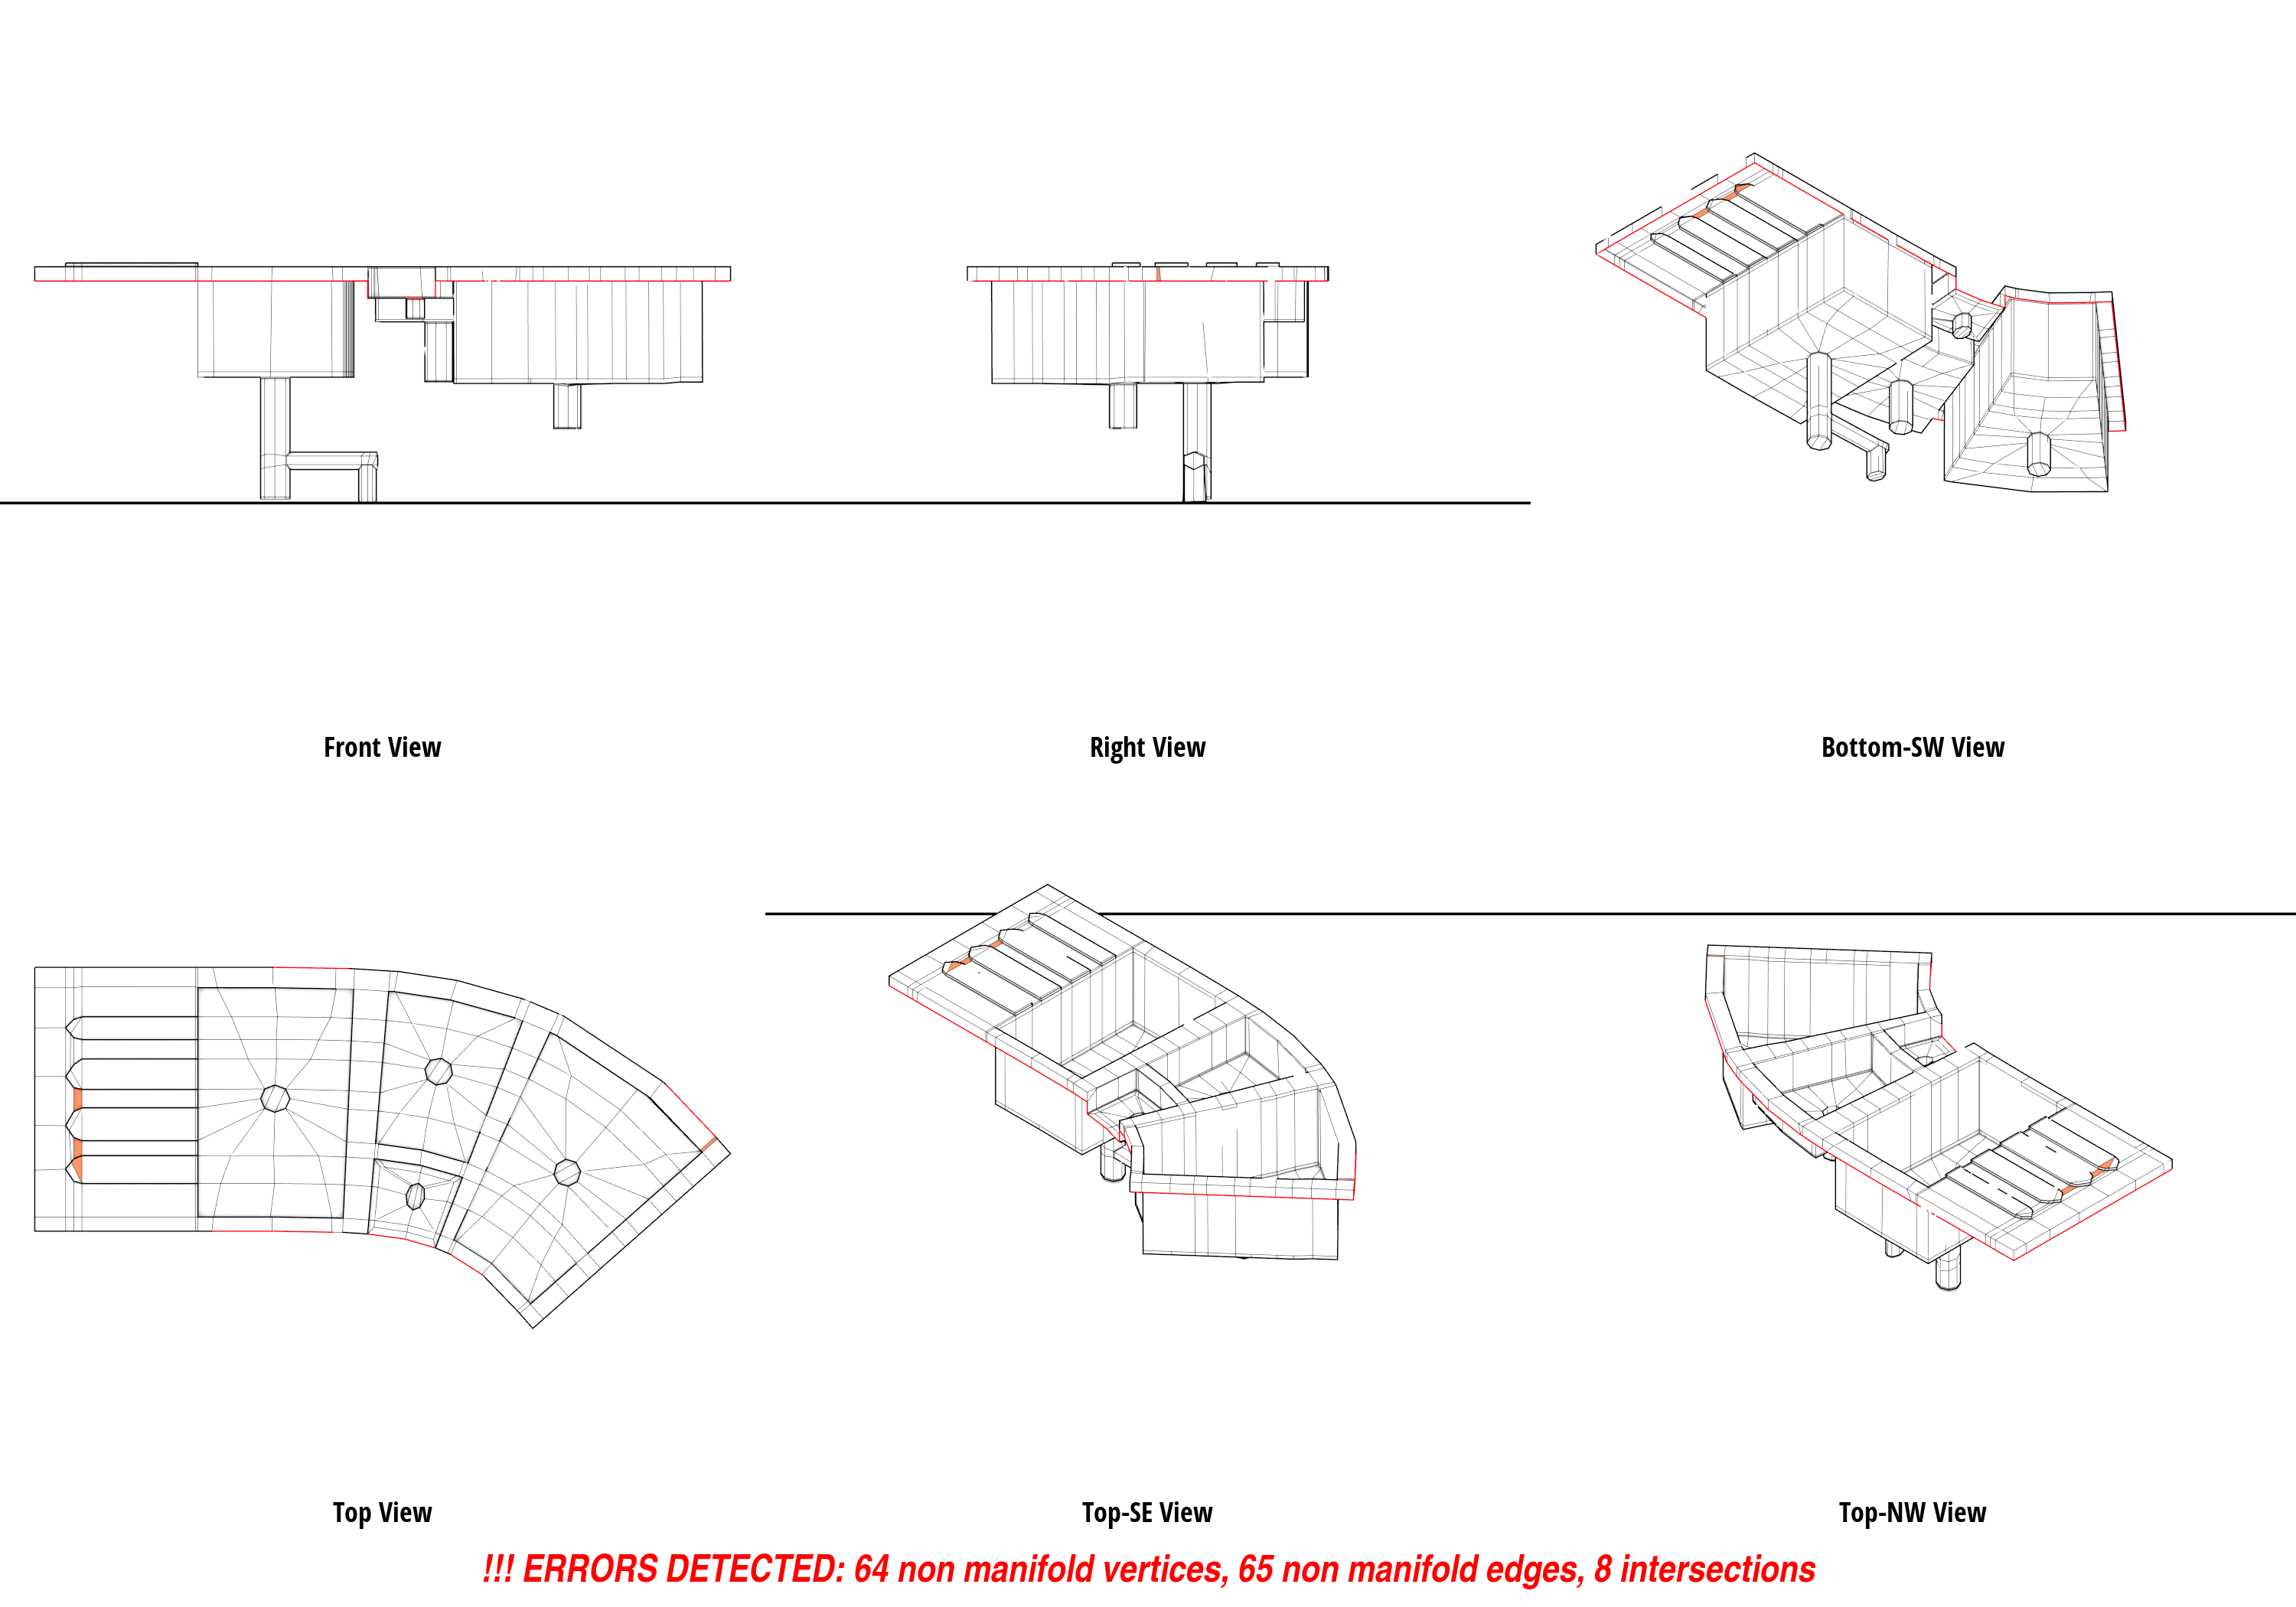 Front View
Right View
Bottom-SW View
Top View
Top-SE View
Top-NW View
!!! ERRORS DETECTED: 64 non manifold vertices, 65 non manifold edges, 8 intersections